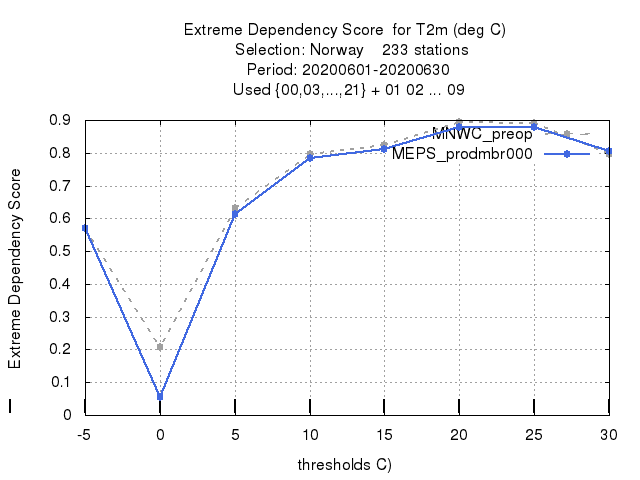 Extreme Dependency Score  for T2m (deg C)
Selection: Norway    233 stations
Period: 20200601-20200630
Used {00,03,...,21} + 01 02 ... 09
Extreme Dependency Score
0.9
0.8
0.7
0.6
0.5
0.4
0.3
0.2
0.1
0
MNWC_preop
MEPS_prodmbr000
-5 0 5 10 15 20 25 30
thresholds C)